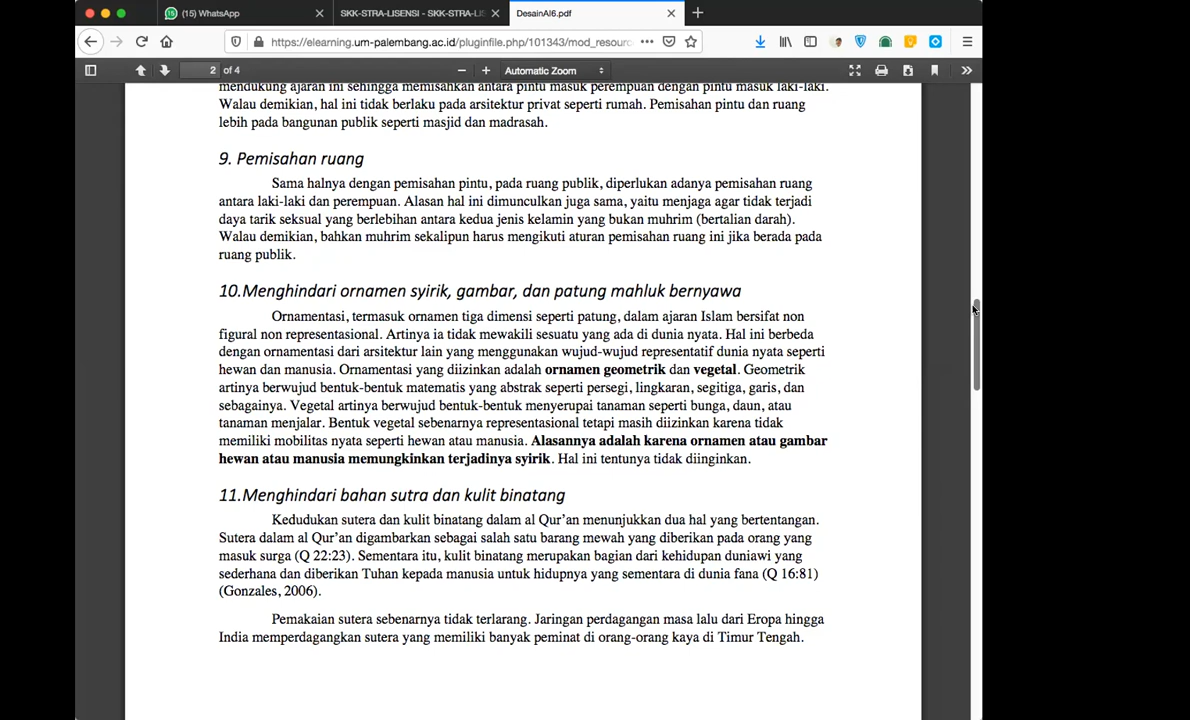 (15) WhatsApp
SKK-STRA-LISENSI - SKK-STRA-LIS
DesainAI6.pdf
https://elearning.um-palembang.ac.id/pluginfile.php/101343/mod_resourc
2 of 4
Automatic Zoom
mendukung ajaran ini sehingga memisahkan antara pintu masuk perempuan dengan pintu masuk laki-laki.
Walau demikian, hal ini tidak berlaku pada arsitektur privat seperti rumah. Pemisahan pintu dan ruang
lebih pada bangunan publik seperti masjid dan madrasah.
9. Pemisahan ruang
Sama halnya dengan pemisahan pintu, pada ruang publik, diperlukan adanya pemisahan ruang
antara laki-laki dan perempuan. Alasan hal ini dimunculkan juga sama, yaitu menjaga agar tidak terjadi
daya tarik seksual yang berlebihan antara kedua jenis kelamin yang bukan muhrim (bertalian darah).
Walau demikian, bahkan muhrim sekalipun harus mengikuti aturan pemisahan ruang ini jika berada pada
ruang publik.
10.Menghindari ornamen syirik, gambar, dan patung mahluk bernyawa
Ornamentasi, termasuk ornamen tiga dimensi seperti patung, dalam ajaran Islam bersifat non
figural non representasional. Artinya ia tidak mewakili sesuatu yang ada di dunia nyata. Hal ini berbeda
dengan ornamentasi dari arsitektur lain yang menggunakan wujud-wujud representatif dunia nyata seperti
hewan dan manusia. Ornamentasi yang diizinkan adalah ornamen geometrik dan vegetal. Geometrik
artinya berwujud bentuk-bentuk matematis yang abstrak seperti persegi, lingkaran, segitiga, garis, dan
sebagainya. Vegetal artinya berwujud bentuk-bentuk menyerupai tanaman seperti bunga, daun, atau
tanaman menjalar. Bentuk vegetal sebenarnya representasional tetapi masih diizinkan karena tidak
memiliki mobilitas nyata seperti hewan atau manusia. Alasannya adalah karena ornamen atau gambar
hewan atau manusia memungkinkan terjadinya syirik. Hal ini tentunya tidak diinginkan.
11.Menghindari bahan sutra dan kulit binatang
Kedudukan sutera dan kulit binatang dalam al Qur’an menunjukkan dua hal yang bertentangan.
Sutera dalam al Qur’an digambarkan sebagai salah satu barang mewah yang diberikan pada orang yang
masuk surga (Q 22:23). Sementara itu, kulit binatang merupakan bagian dari kehidupan duniawi yang
sederhana dan diberikan Tuhan kepada manusia untuk hidupnya yang sementara di dunia fana (Q 16:81)
(Gonzales, 2006).
Pemakaian sutera sebenarnya tidak terlarang. Jaringan perdagangan masa lalu dari Eropa hingga
India memperdagangkan sutera yang memiliki banyak peminat di orang-orang kaya di Timur Tengah.